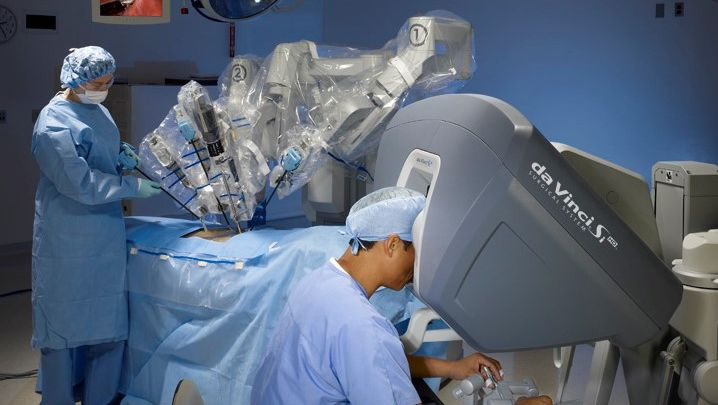 1
2
da Vinci Si
SURGICAL SYSTEM